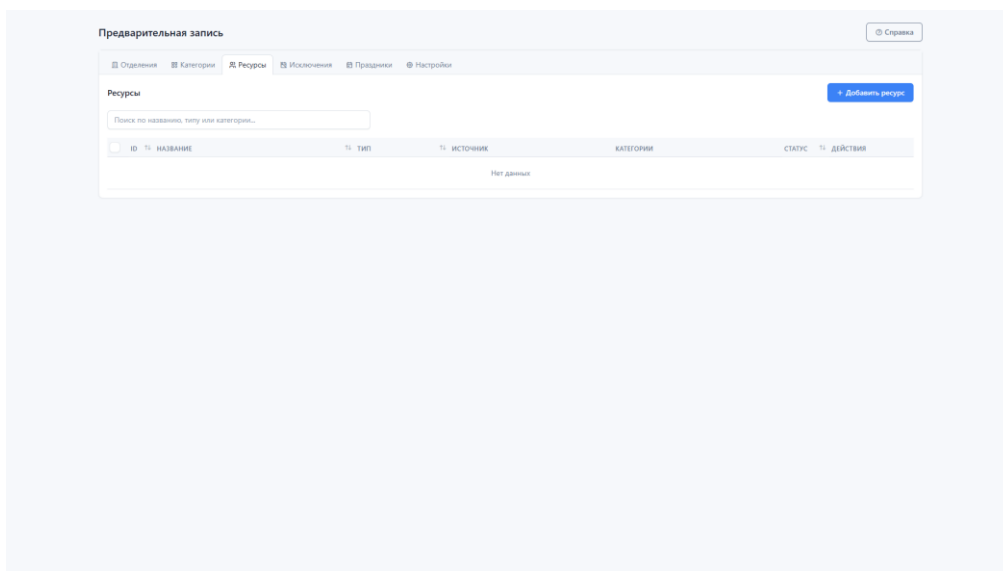 Предварительная запись
Справка
Отделения Категории Ресурсы Исключения Праздники Настройки
Ресурсы
+ Добавить ресурс
Поиск по названию, типу или категории...
ID НАЗВАНИЕ ТИП ИСТОЧНИК КАТЕГОРИИ СТАТУС ДЕЙСТВИЯ
Нет данных